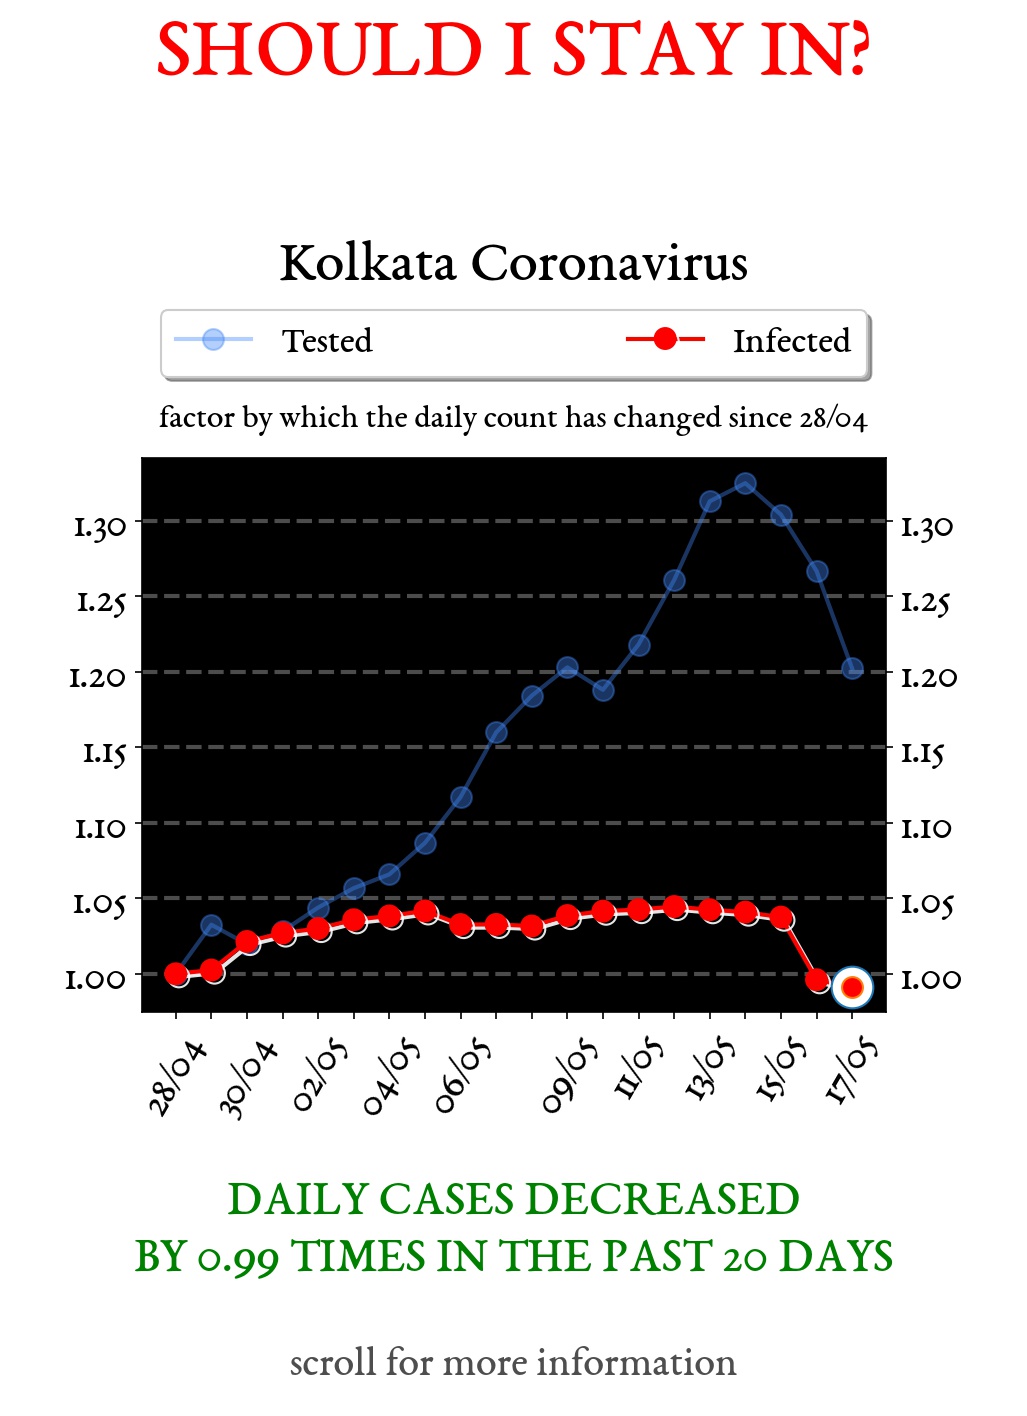 SHOULD I STAY IN?
Kolkata Coronavirus
Tested Infected
factor by which the daily count has changed since 28/04
1.30 1.30
1.25 1.25
1.20 1.20
1.15 1.15
1.10 1.10
1.05 1.05
1.00 1.00
28/04 30/04 02/05 04/05 06/05 09/05 11/05 13/05 15/05 17/05
DAILY CASES DECREASED
BY 0.99 TIMES IN THE PAST 20 DAYS
scroll for more information